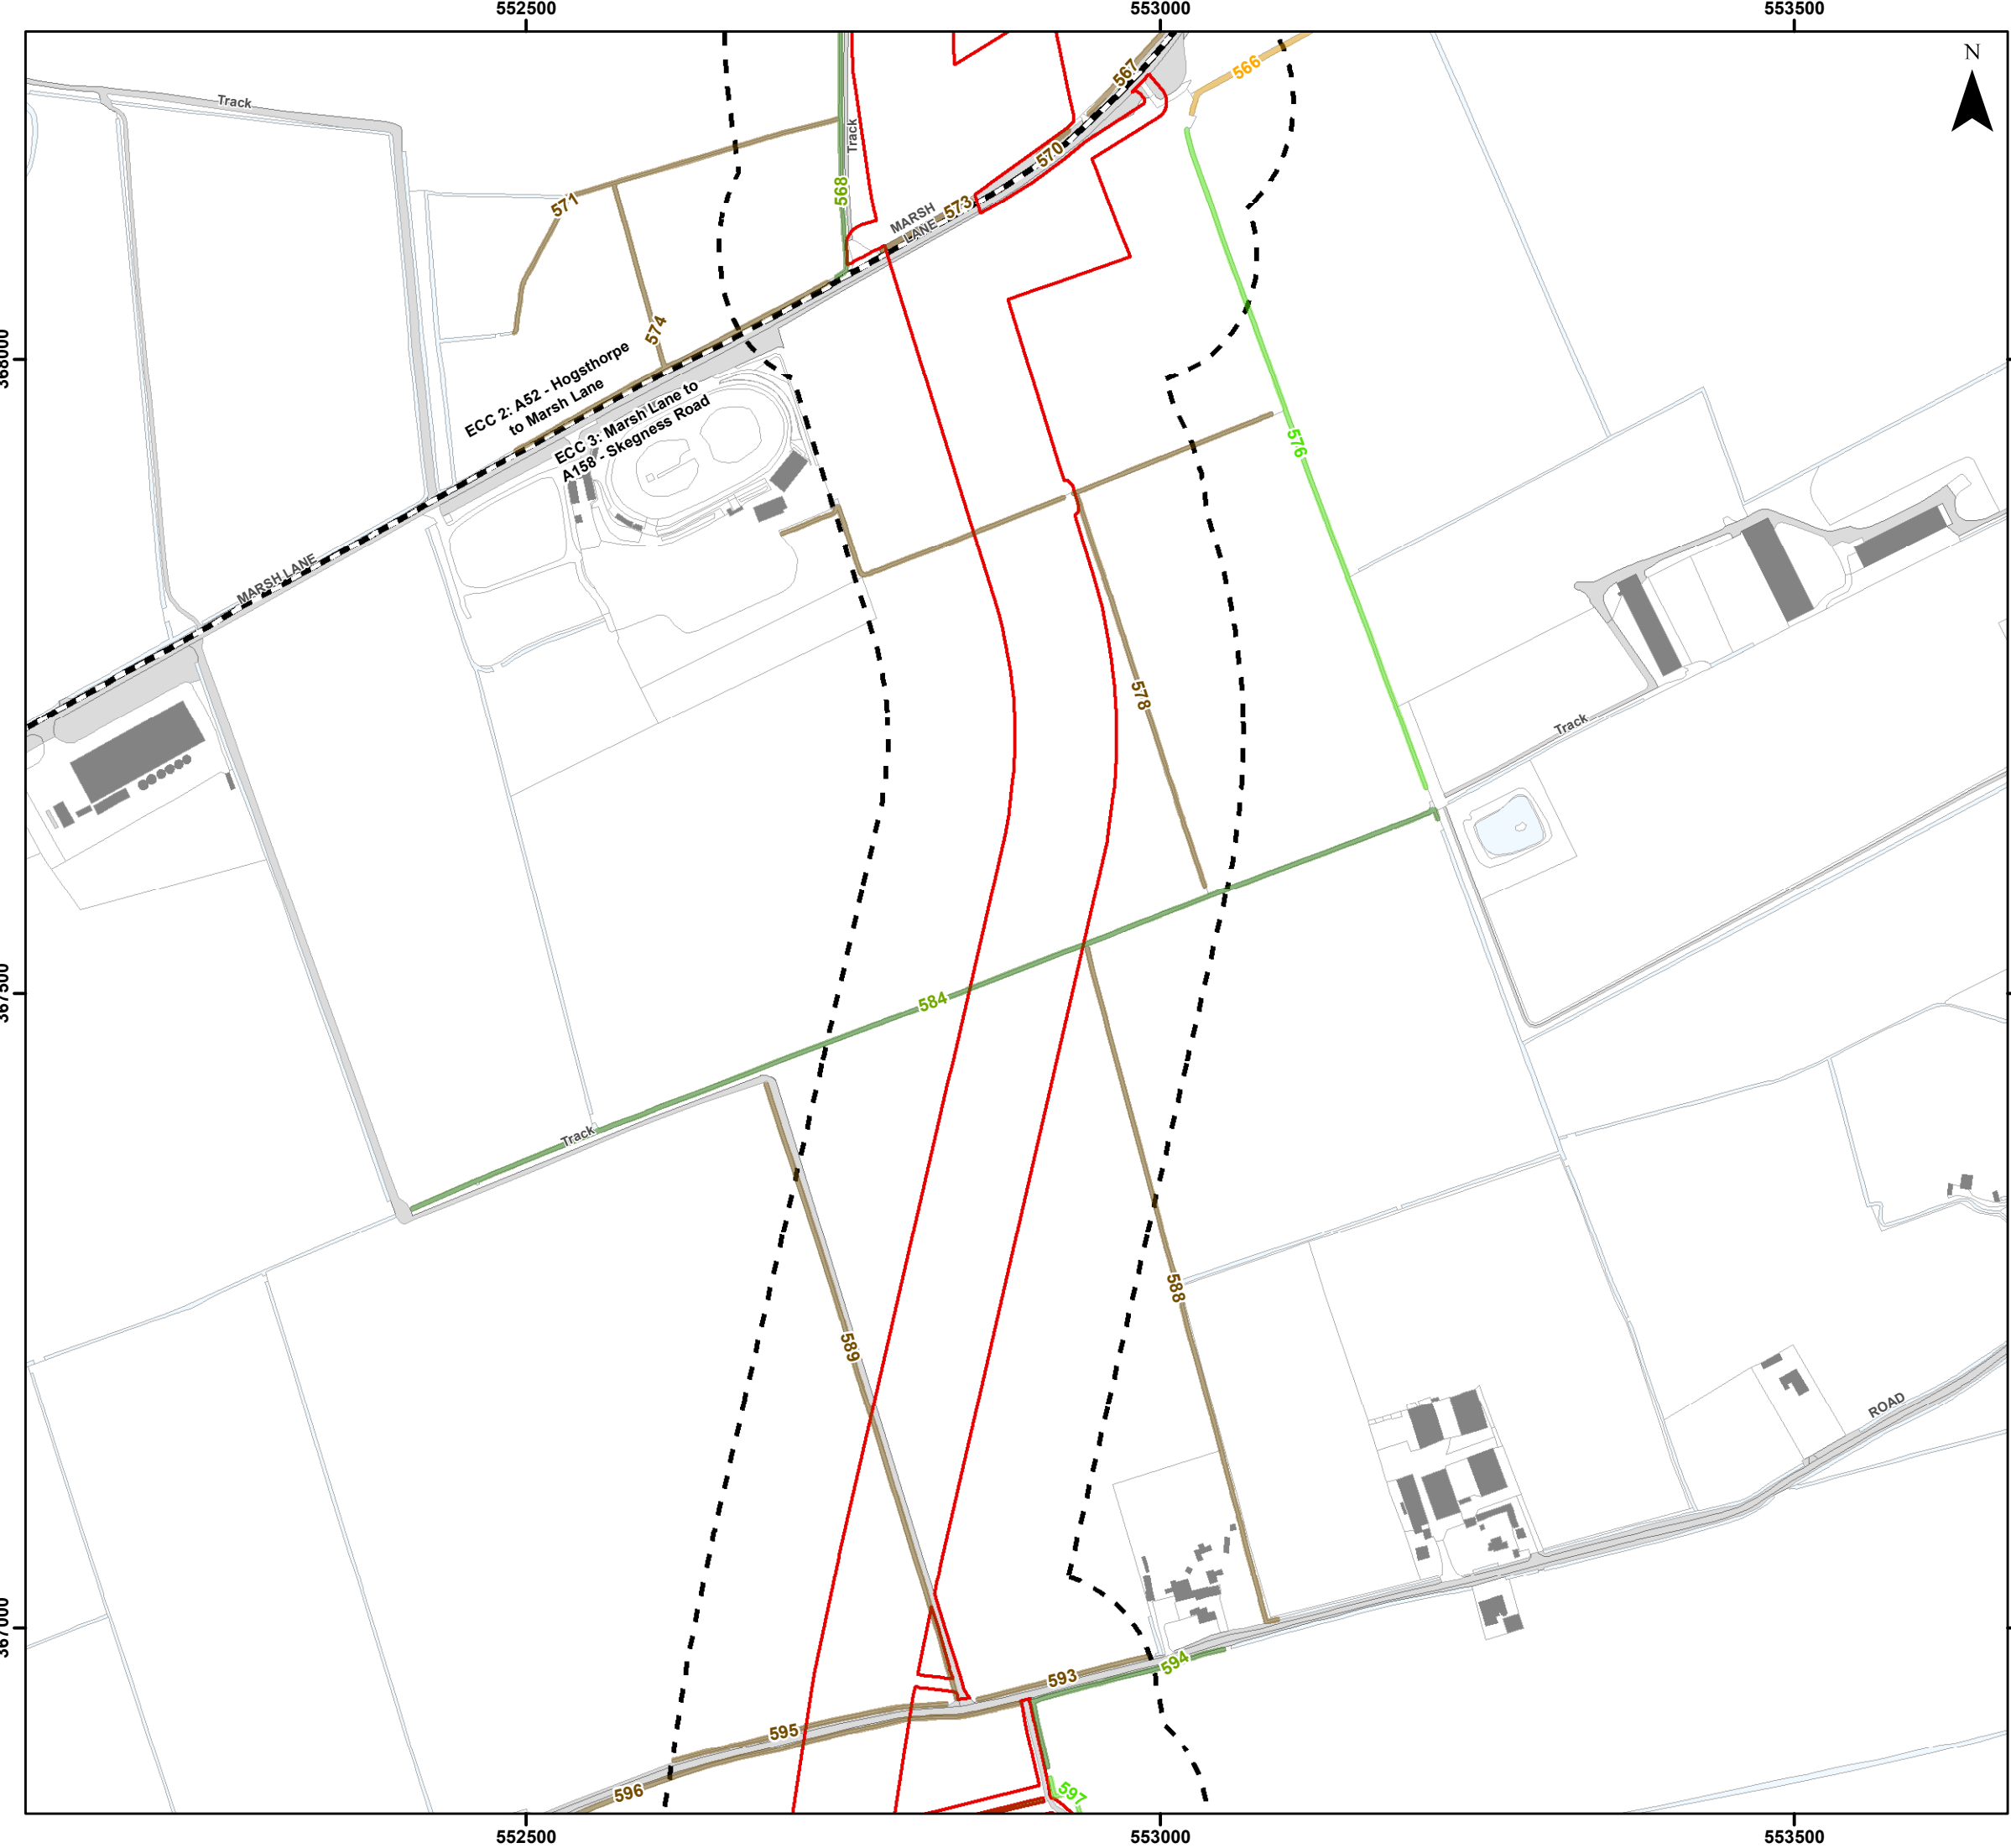 552500
553000
553500
N
Track
566
567
Track
570
568
571
573
MARSH
LANE
574
368000
ECC 2: A52 - Hogsthorpe
to Marsh Lane
ECC 3: Marsh Lane to
A158 - Skegness Road
576
MARSH LANE
578
Track
367500
584
Track
588
589
ROAD
367000
593
594
595
596
597
552500
553000
553500